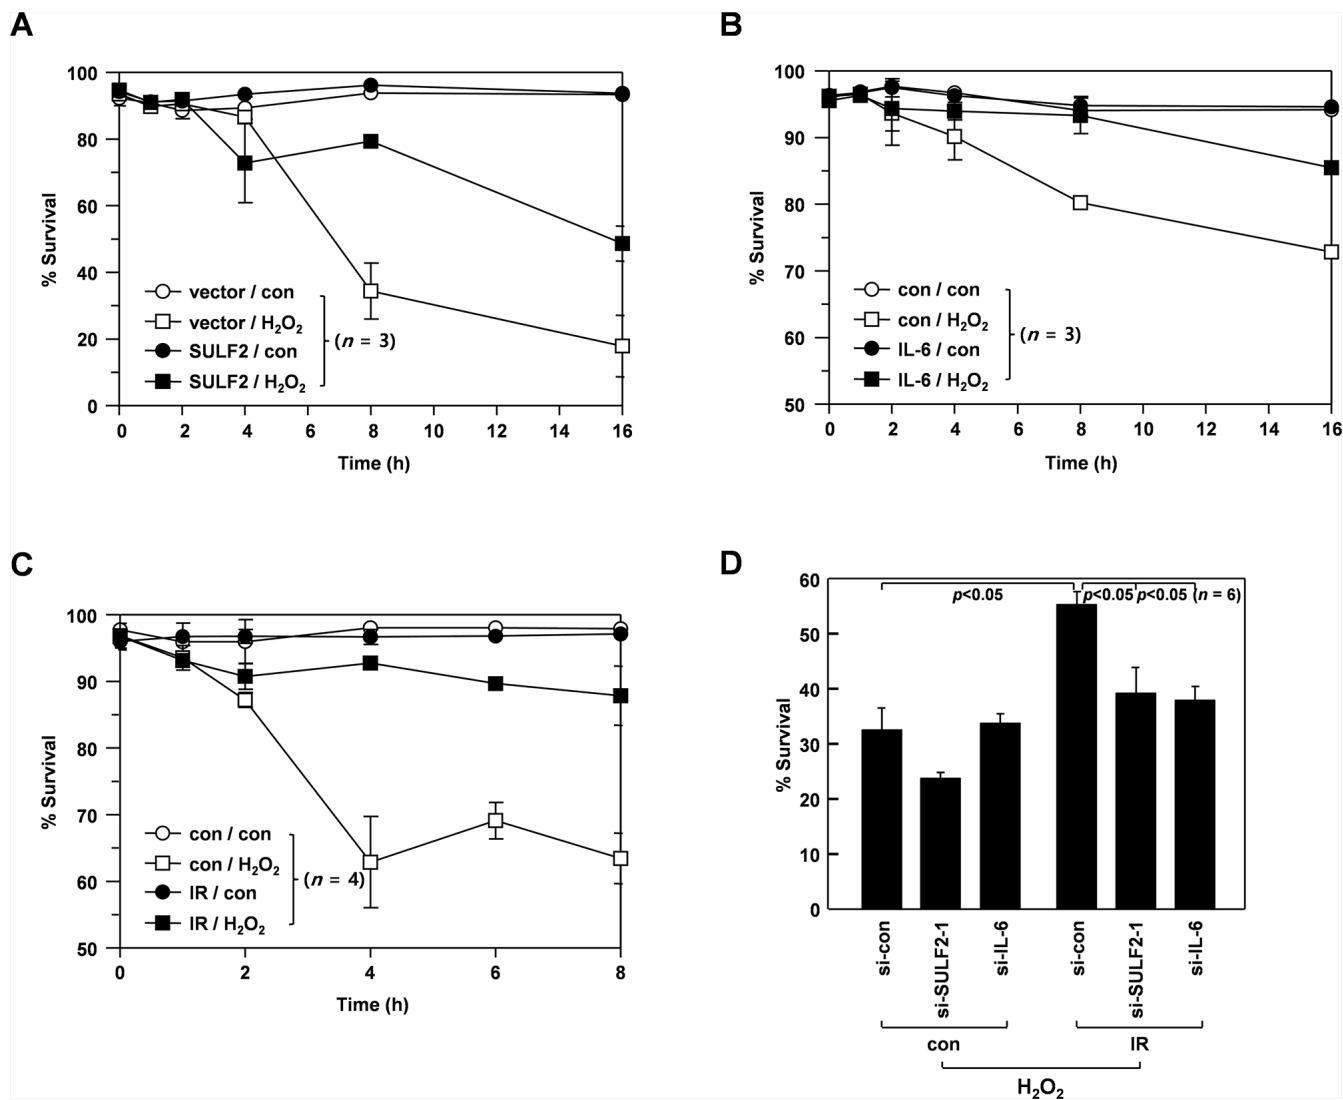 A
100
80
60
40
20
0
% Survival
vector / con
vector / H₂O₂
SULF2 / con
SULF2 / H₂O₂
(n = 3)
0 2 4 6 8 10 12 14 16
Time (h)
B
100
90
80
70
60
50
% Survival
con / con
con / H₂O₂
IL-6 / con
IL-6 / H₂O₂
(n = 3)
0 2 4 6 8 10 12 14 16
Time (h)
C
100
90
80
70
60
50
% Survival
con / con
con / H₂O₂
IR / con
IR / H₂O₂
(n = 4)
0 2 4 6 8
Time (h)
D
60
50
40
30
20
10
0
% Survival
p<0.05 p<0.05 p<0.05 (n = 6)
si-con si-SULF2-1 si-IL-6 si-con si-SULF2-1 si-IL-6
con IR
H₂O₂